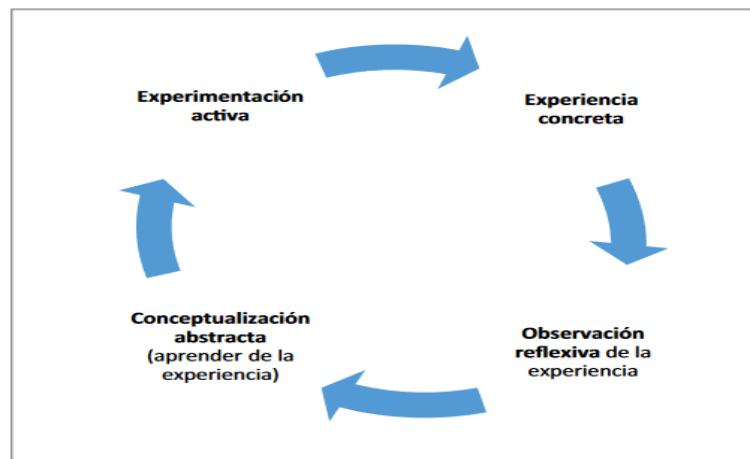 Experimentación
activa
Experiencia
concreta
Observación
reflexiva de la
experiencia
Conceptualización
abstracta
(aprender de la
experiencia)